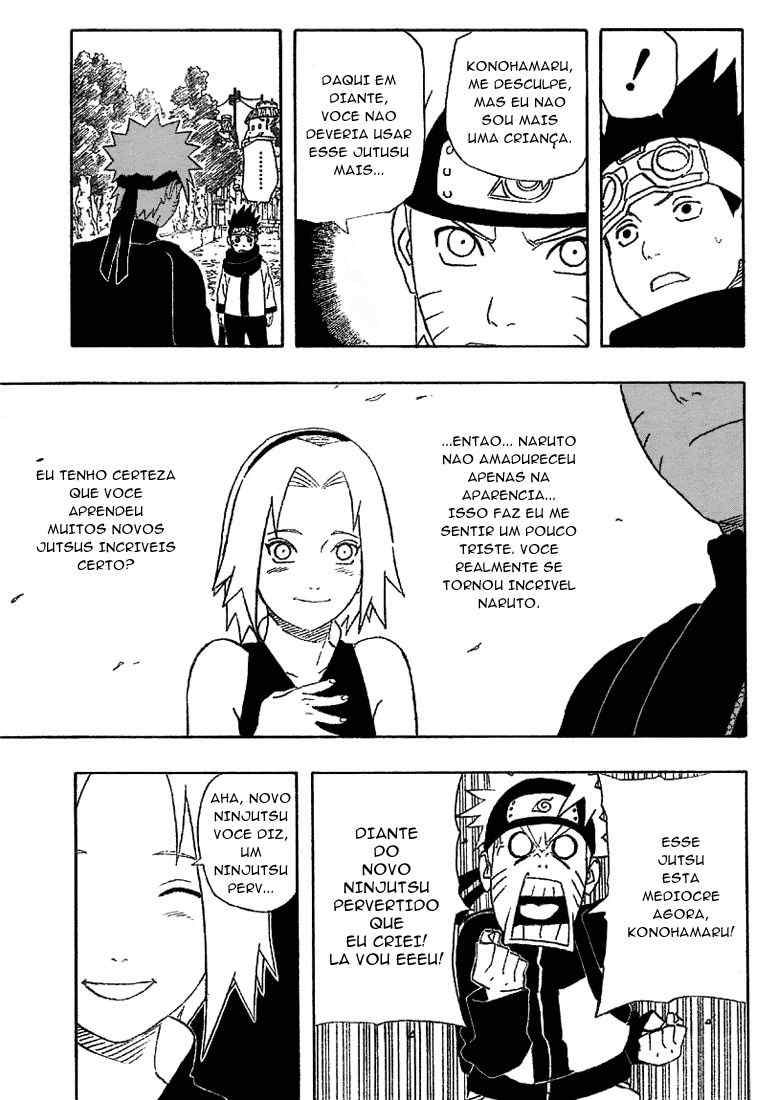 !
KONOHAMARU,
ME DESCULPE,
MAS EU NAO
SOU MAIS
UMA CRIANÇA.
DAQUI EM
DIANTE,
VOCE NAO
DEVERIA USAR
ESSE JUTUSU
MAIS...
...ENTAO... NARUTO
NAO AMADURECEU
APENAS NA
APARENCIA...
ISSO FAZ EU ME
SENTIR UM POUCO
TRISTE. VOCE
REALMENTE SE
TORNOU INCRIVEL
NARUTO.
EU TENHO CERTEZA
QUE VOCE
APRENDEU
MUITOS NOVOS
JUTSUS INCRIVEIS
CERTO?
ESSE
JUTSU
ESTA
MEDIOCRE
AGORA,
KONOHAMARU!
DIANTE
DO
NOVO
NINJUTSU
PERVERTIDO
QUE
EU CRIEI!
LA VOU EEEU!
AHA, NOVO
NINJUTSU
VOCE DIZ,
UM
NINJUTSU
PERV...